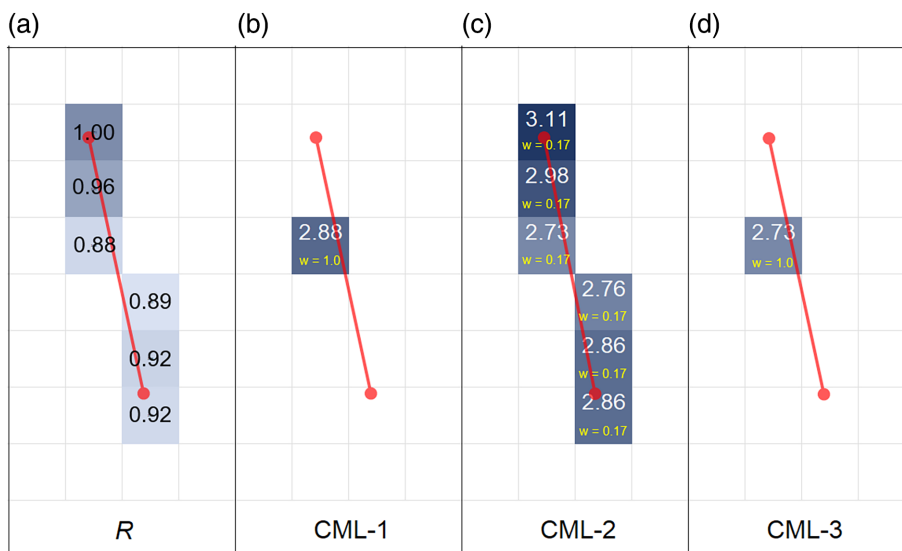 (a)
1.00
0.96
0.88
0.89
0.92
0.92
R
(b)
2.88
w = 1.0
CML-1
(c)
3.11
w = 0.17
2.98
w = 0.17
2.73
w = 0.17
2.76
w = 0.17
2.86
w = 0.17
2.86
w = 0.17
CML-2
(d)
2.73
w = 1.0
CML-3